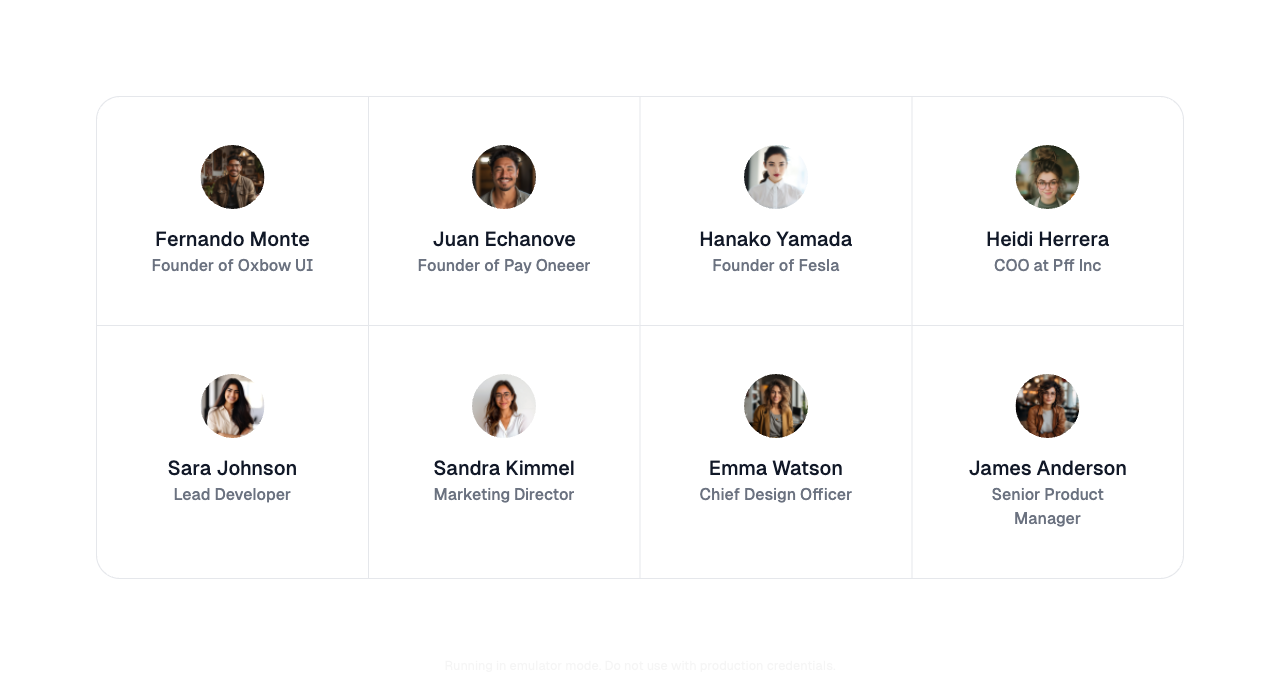 Fernando Monte
Founder of Oxbow UI
Juan Echanove
Founder of Pay Oneeer
Hanako Yamada
Founder of Fesla
Heidi Herrera
COO at Pff Inc
Sara Johnson
Lead Developer
Sandra Kimmel
Marketing Director
Emma Watson
Chief Design Officer
James Anderson
Senior Product
Manager
Running in emulator mode. Do not use with production credentials.